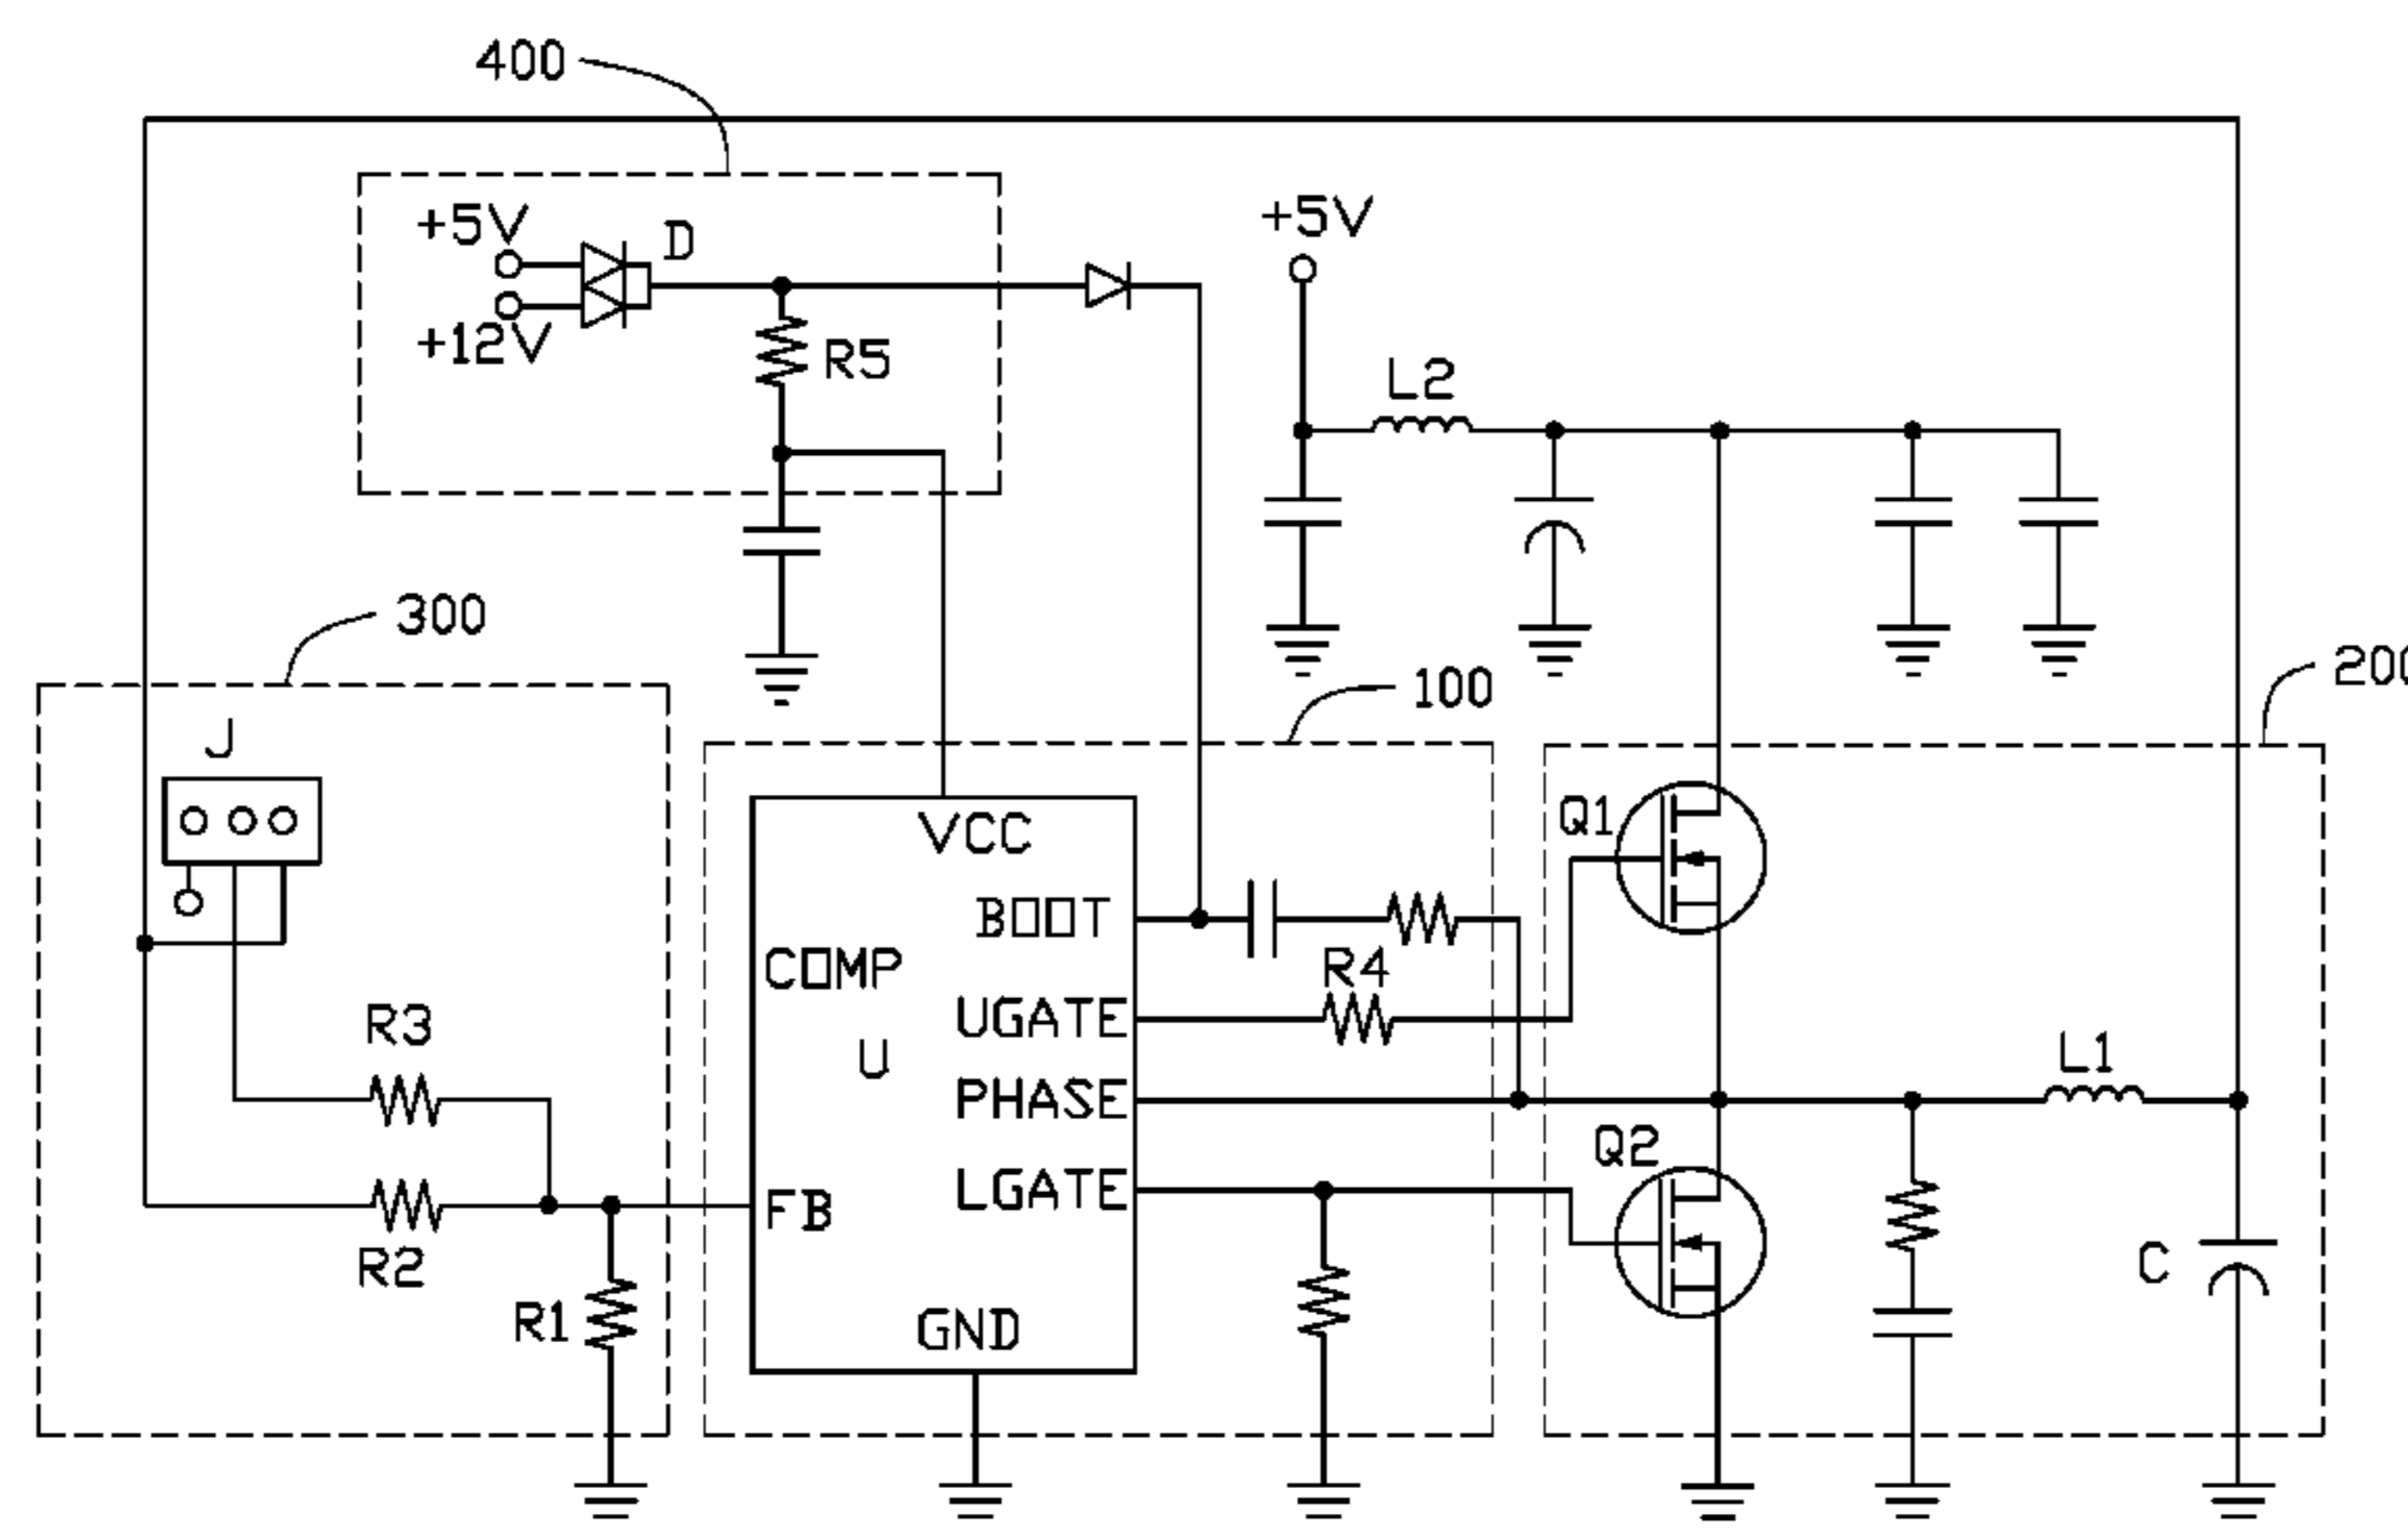 400
+5V
D
+12V
R5
+5V
L2
300
100
200
J
Q1
VCC
BOOT
COMP
R4
UGATE
R3
U
PHASE
L1
Q2
LGATE
FB
R2
R1
C
GND